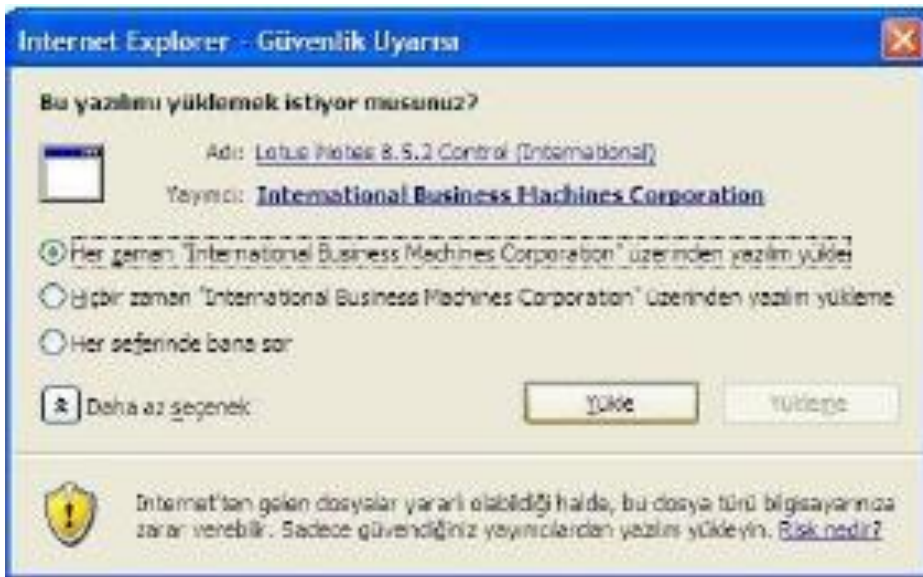 Internet Explorer - Güvenlik Uyarısı
Bu yazılımı yüklemek istiyor musunuz?
Adı: Lotus Notes 8.5.2 Control (International)
Yayımcı: International Business Machines Corporation
Her zaman "International Business Machines Corporation" üzerinden yazılım yükle
Hiçbir zaman "International Business Machines Corporation" üzerinden yazılım yükleme
Her seferinde bana sor
Daha az seçenek
Yükle
Yükleme
Internet'ten gelen dosyalar yararlı olabildiği halde, bu dosya türü bilgisayarınıza
zarar verebilir. Sadece güvendiğiniz yayımcılardan yazılım yükleyin. Risk nedir?